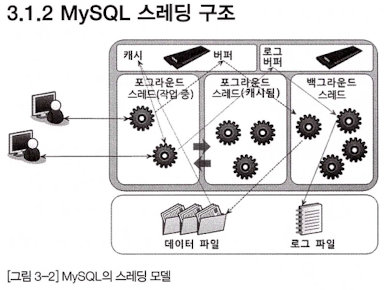 3.1.2 MySQL 스레딩 구조
캐시
버퍼
로그
버퍼
포그라운드
스레드(작업 중)
포그라운드
스레드(캐시됨)
백그라운드
스레드
데이터 파일
로그 파일
[그림 3-2] MySQL의 스레딩 모델